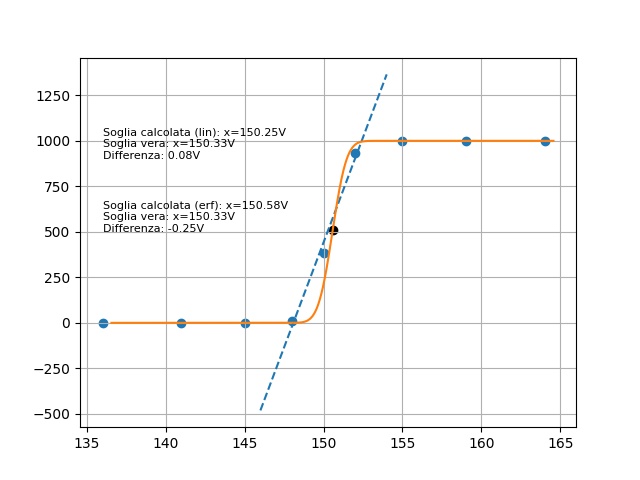 1250
1000
750
500
250
0
−250
−500
Soglia calcolata (lin): x=150.25V
Soglia vera: x=150.33V
Differenza: 0.08V
Soglia calcolata (erf): x=150.58V
Soglia vera: x=150.33V
Differenza: -0.25V
135 140 145 150 155 160 165